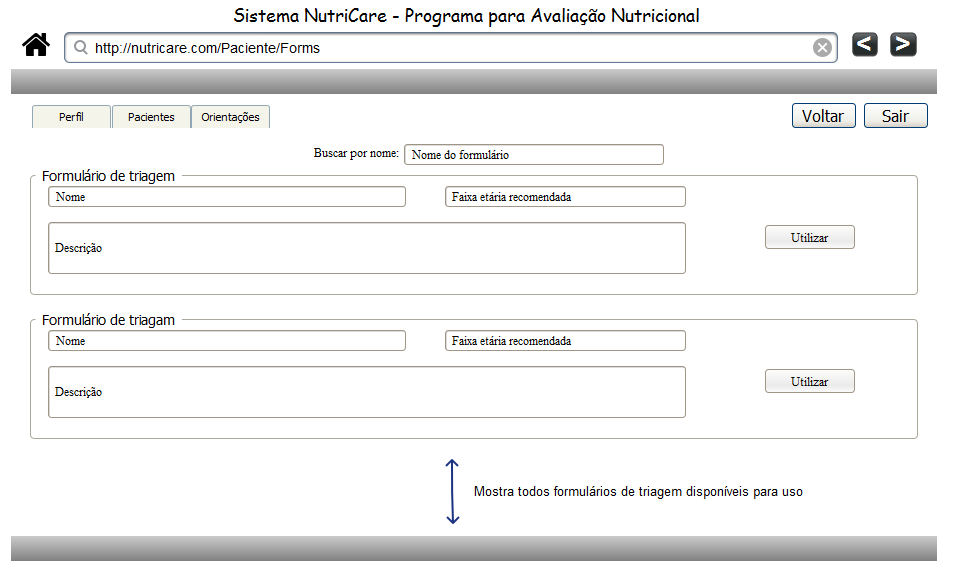 Sistema NutriCare - Programa para Avaliação Nutricional
http://nutricare.com/Paciente/Forms
< >
Perfil Pacientes Orientações Voltar Sair
Buscar por nome: Nome do formulário
Formulário de triagem
Nome Faixa etária recomendada
Descrição Utilizar
Formulário de triagam
Nome Faixa etária recomendada
Descrição Utilizar
Mostra todos formulários de triagem disponíveis para uso